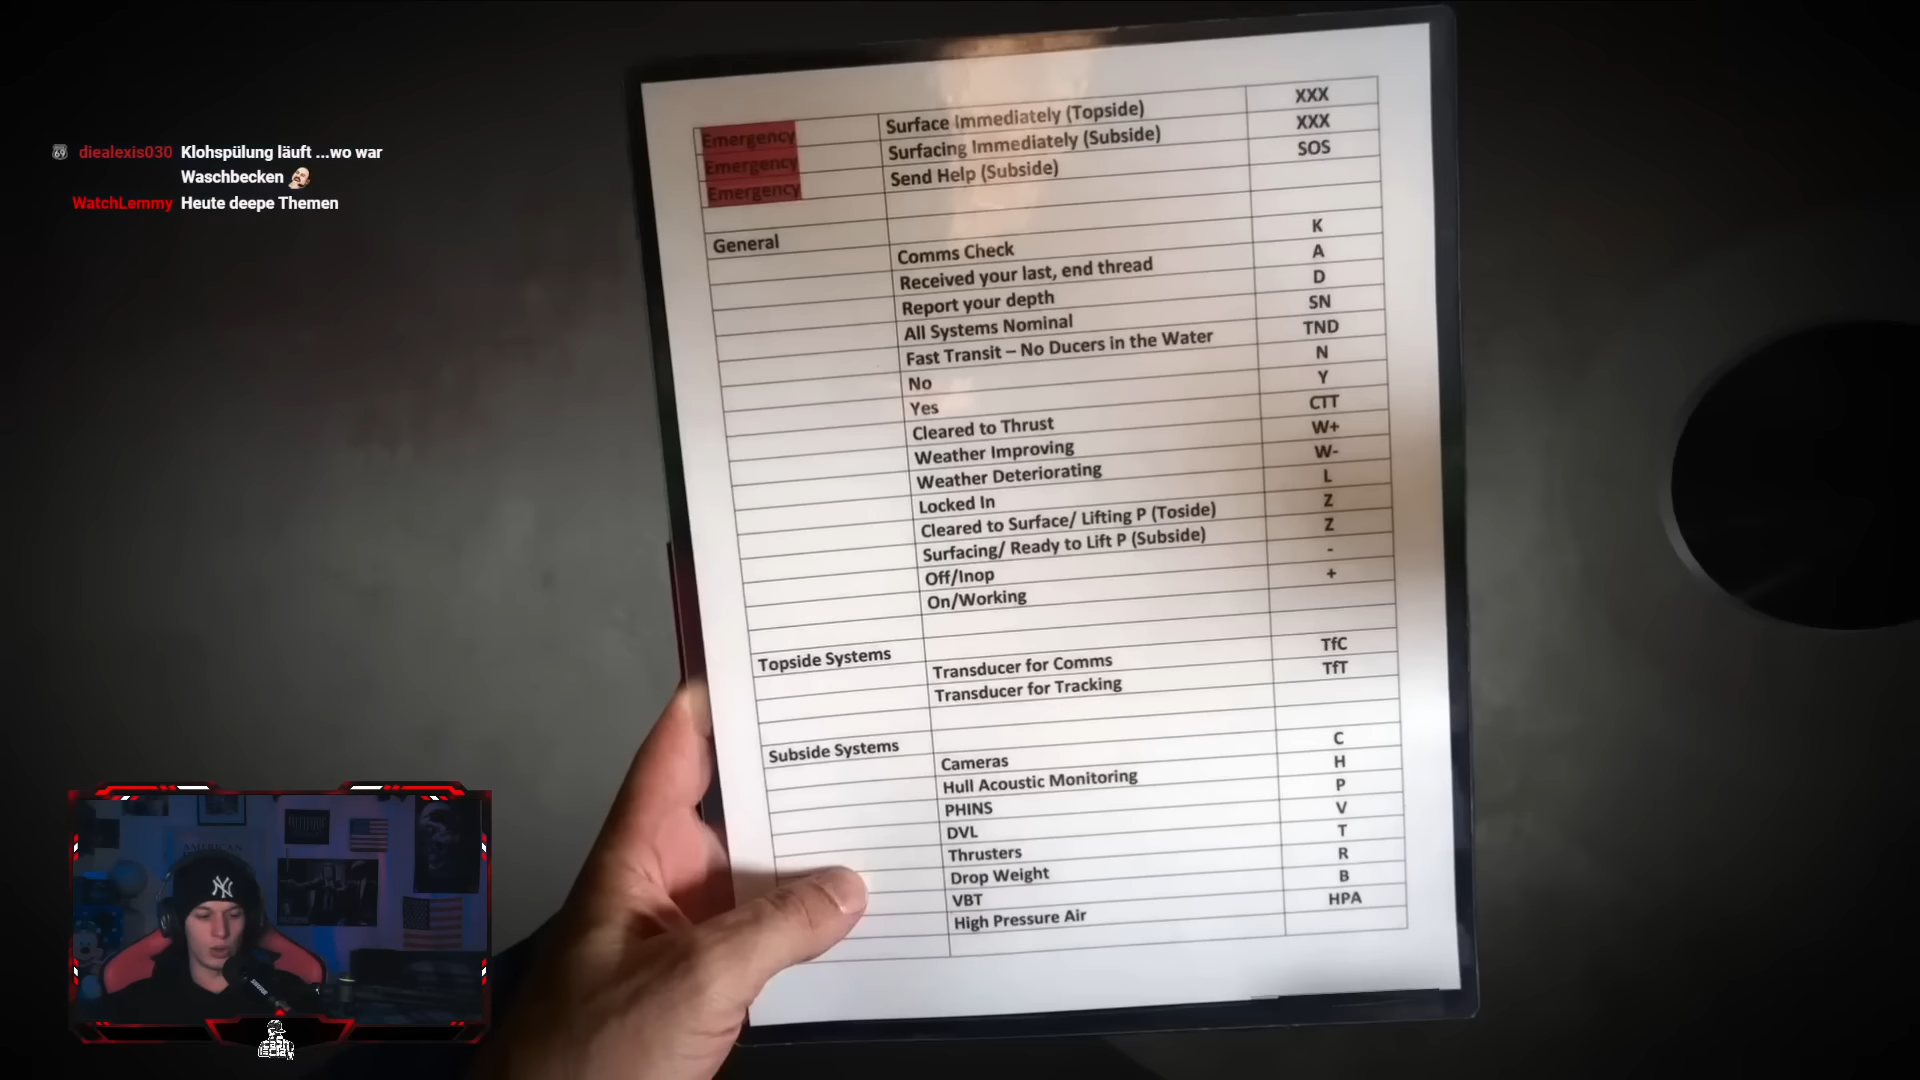 diealexis030 Klohspülung läuft ...wo war
Waschbecken
WatchLemmy Heute deepe Themen
Emergency Surface Immediately (Topside) XXX
Emergency Surfacing Immediately (Subside) XXX
Emergency Send Help (Subside) SOS
General
Comms Check K
Received your last, end thread A
Report your depth D
All Systems Nominal SN
Fast Transit – No Ducers in the Water TND
No N
Yes Y
Cleared to Thrust CTT
Weather Improving W+
Weather Deteriorating W-
Locked In L
Cleared to Surface/ Lifting P (Toside) Z
Surfacing/ Ready to Lift P (Subside) Z
Off/Inop -
On/Working +
Topside Systems
Transducer for Comms TfC
Transducer for Tracking TfT
Subside Systems
Cameras C
Hull Acoustic Monitoring H
PHINS P
DVL V
Thrusters T
Drop Weight R
VBT B
High Pressure Air HPA